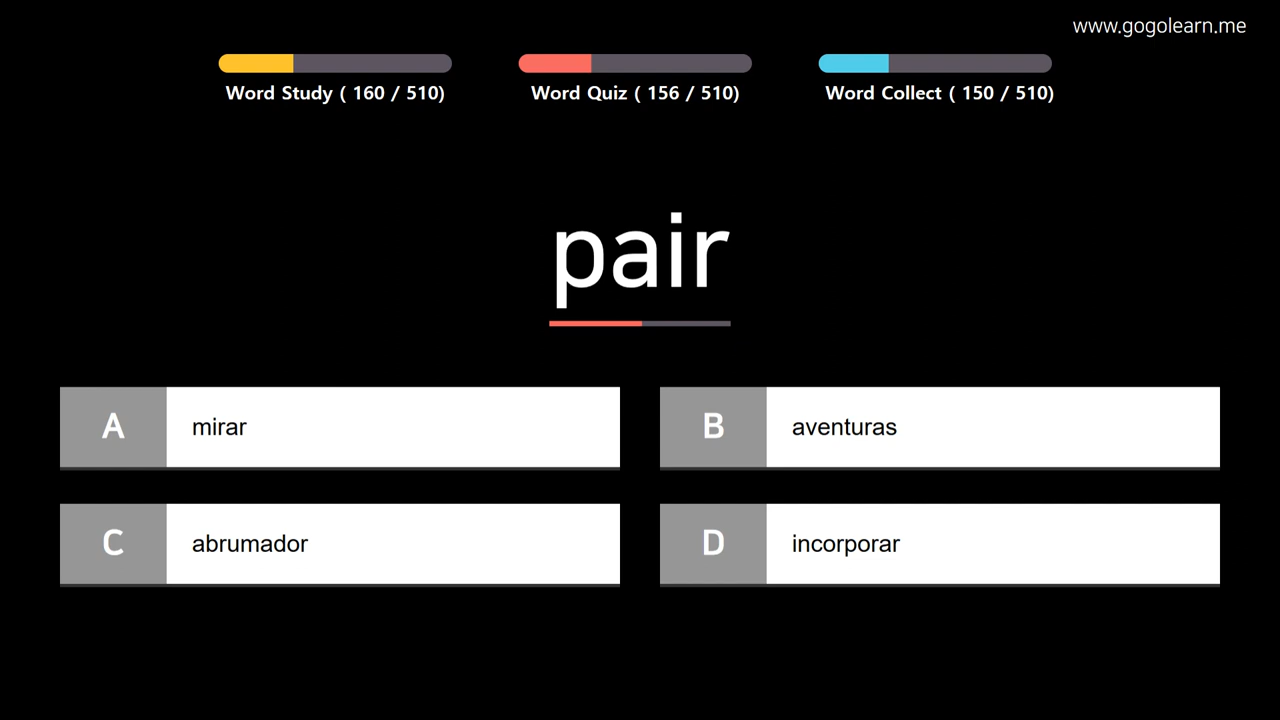 www.gogolearn.me
Word Study ( 160 / 510)
Word Quiz ( 156 / 510)
Word Collect ( 150 / 510)
pair
A
mirar
B
aventuras
C
abrumador
D
incorporar